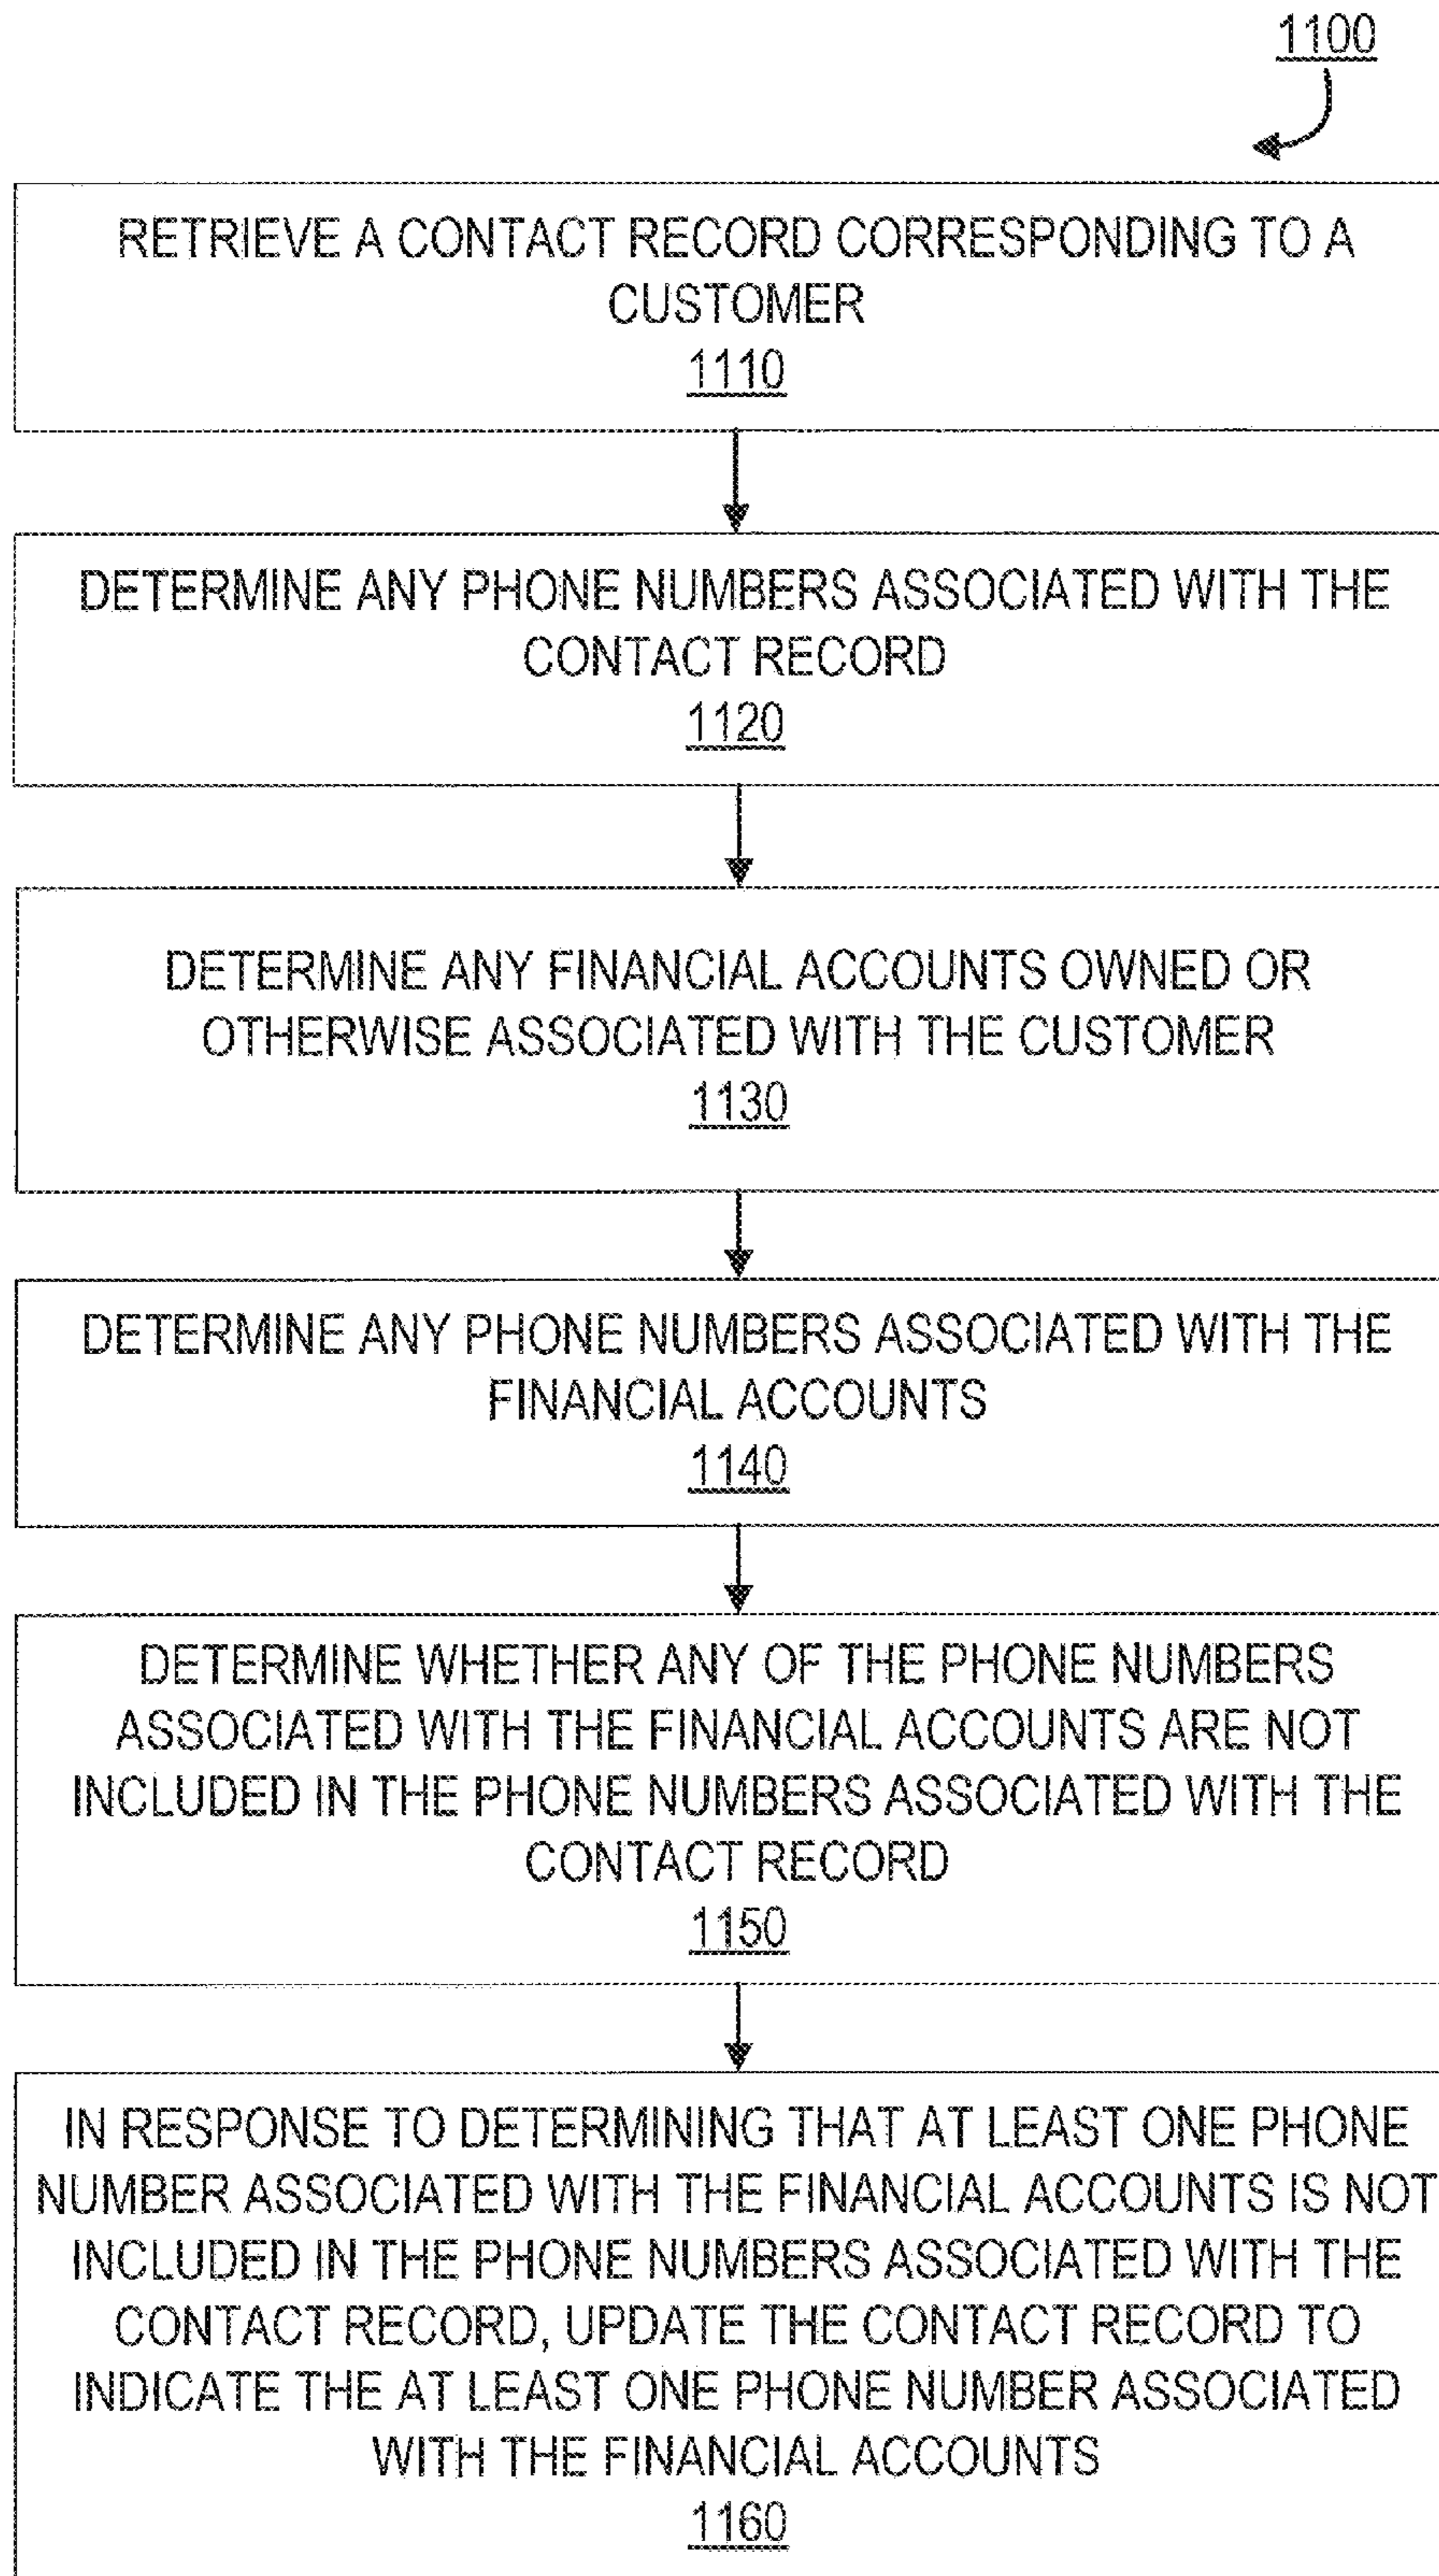 1100
RETRIEVE A CONTACT RECORD CORRESPONDING TO A
CUSTOMER
1110
DETERMINE ANY PHONE NUMBERS ASSOCIATED WITH THE
CONTACT RECORD
1120
DETERMINE ANY FINANCIAL ACCOUNTS OWNED OR
OTHERWISE ASSOCIATED WITH THE CUSTOMER
1130
DETERMINE ANY PHONE NUMBERS ASSOCIATED WITH THE
FINANCIAL ACCOUNTS
1140
DETERMINE WHETHER ANY OF THE PHONE NUMBERS
ASSOCIATED WITH THE FINANCIAL ACCOUNTS ARE NOT
INCLUDED IN THE PHONE NUMBERS ASSOCIATED WITH THE
CONTACT RECORD
1150
IN RESPONSE TO DETERMINING THAT AT LEAST ONE PHONE
NUMBER ASSOCIATED WITH THE FINANCIAL ACCOUNTS IS NOT
INCLUDED IN THE PHONE NUMBERS ASSOCIATED WITH THE
CONTACT RECORD, UPDATE THE CONTACT RECORD TO
INDICATE THE AT LEAST ONE PHONE NUMBER ASSOCIATED
WITH THE FINANCIAL ACCOUNTS
1160